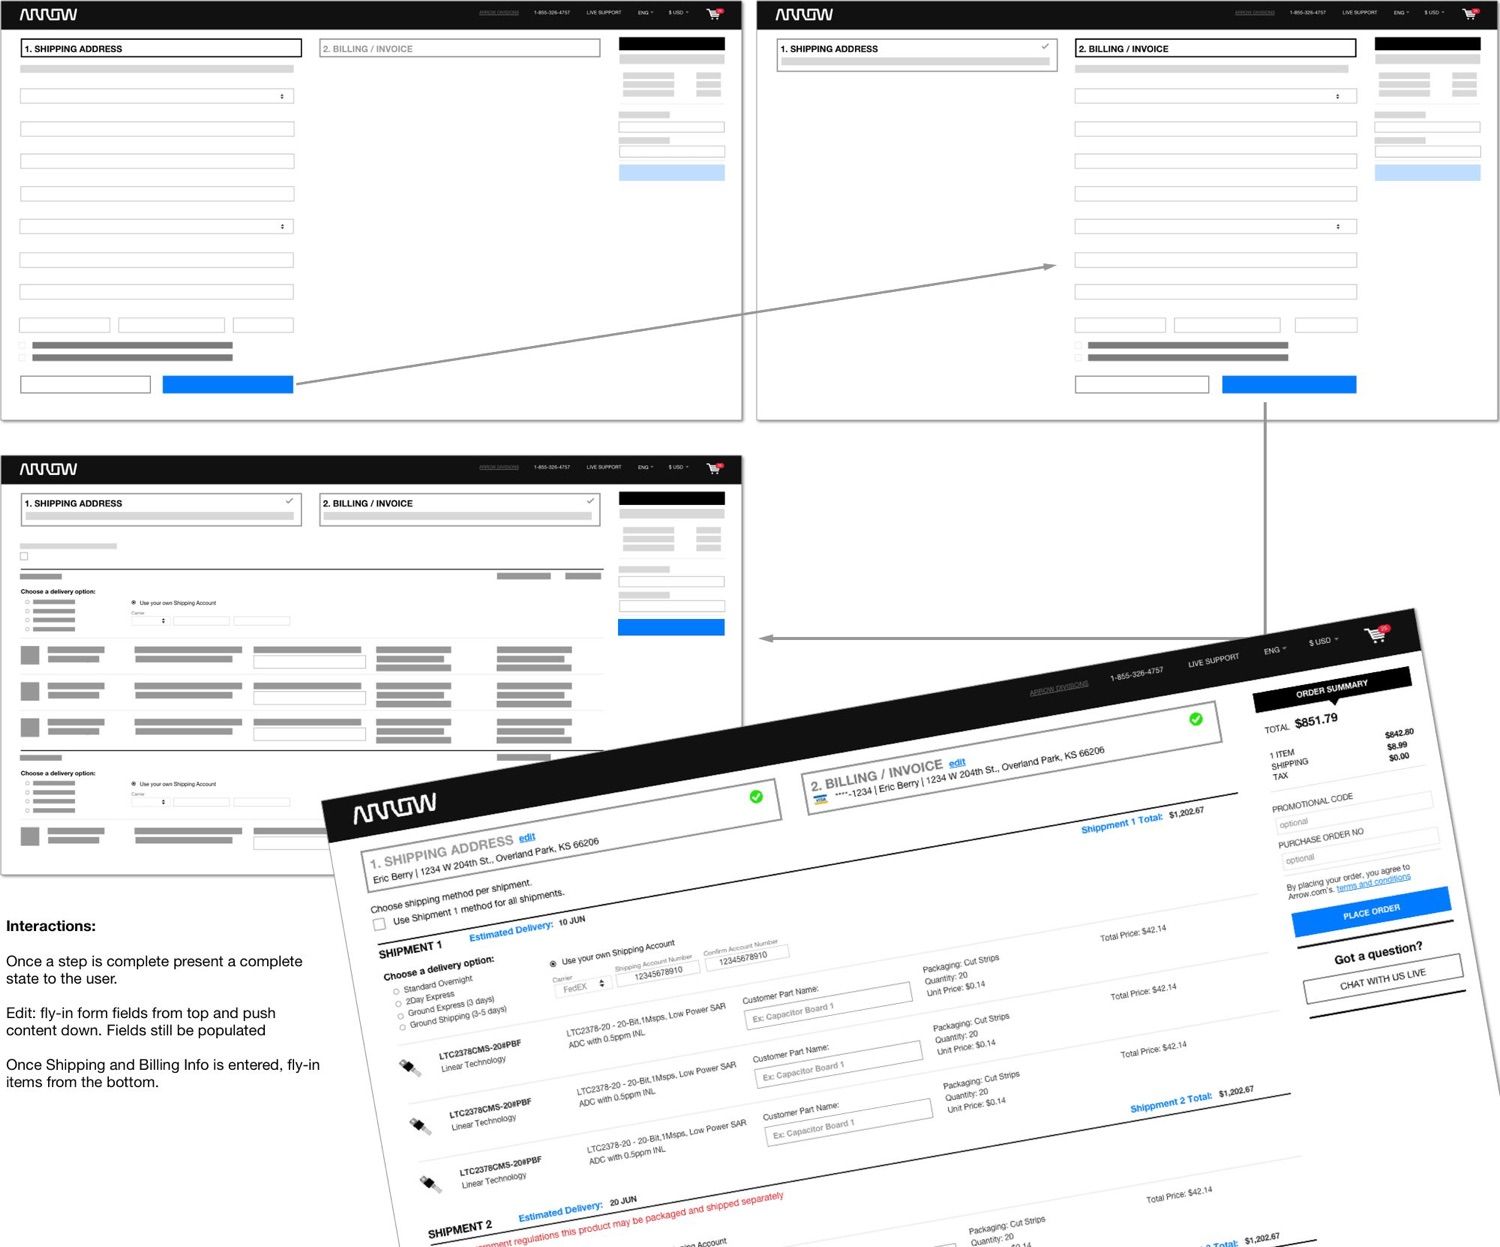 ARROW
ARROW DIVISIONS 1-855-326-4757 LIVE SUPPORT ENG $ USD
1. SHIPPING ADDRESS
2. BILLING / INVOICE
ARROW
ARROW DIVISIONS 1-855-326-4757 LIVE SUPPORT ENG $ USD
1. SHIPPING ADDRESS
2. BILLING / INVOICE
ARROW
ARROW DIVISIONS 1-855-326-4757 LIVE SUPPORT ENG $ USD
1. SHIPPING ADDRESS
2. BILLING / INVOICE
Choose a delivery option:
Use your own Shipping Account
Carrier
Choose a delivery option:
Use your own Shipping Account
Carrier
Interactions:
Once a step is complete present a complete
state to the user.
Edit: fly-in form fields from top and push
content down. Fields still be populated
Once Shipping and Billing Info is entered, fly-in
items from the bottom.
ARROW
ARROW DIVISIONS 1-855-326-4757 LIVE SUPPORT ENG $ USD
1. SHIPPING ADDRESS edit
Eric Berry | 1234 W 204th St., Overland Park, KS 66206
2. BILLING / INVOICE edit
VISA ****-1234 | Eric Berry | 1234 W 204th St., Overland Park, KS 66206
Choose shipping method per shipment.
Use Shipment 1 method for all shipments.
SHIPMENT 1 Estimated Delivery: 10 JUN
Shippment 1 Total: $1,202.67
Choose a delivery option:
Standard Overnight
2Day Express
Ground Express (3 days)
Ground Shipping (3-5 days)
Use your own Shipping Account
Carrier
FedEX
Shipping Account Number
12345678910
Confirm Account Number
12345678910
LTC2378CMS-20#PBF
Linear Technology
LTC2378-20 - 20-Bit,1Msps, Low Power SAR
ADC with 0.5ppm INL
Customer Part Name:
Ex: Capacitor Board 1
Packaging: Cut Strips
Quantity: 20
Unit Price: $0.14
Total Price: $42.14
LTC2378CMS-20#PBF
Linear Technology
LTC2378-20 - 20-Bit,1Msps, Low Power SAR
ADC with 0.5ppm INL
Customer Part Name:
Ex: Capacitor Board 1
Packaging: Cut Strips
Quantity: 20
Unit Price: $0.14
Total Price: $42.14
LTC2378CMS-20#PBF
Linear Technology
LTC2378-20 - 20-Bit,1Msps, Low Power SAR
ADC with 0.5ppm INL
Customer Part Name:
Ex: Capacitor Board 1
Packaging: Cut Strips
Quantity: 20
Unit Price: $0.14
Total Price: $42.14
SHIPMENT 2 Estimated Delivery: 20 JUN
Shippment 2 Total: $1,202.67
regulations this product may be packaged and shipped separately
Shipping Account
Packaging: Cut Strips
Quantity: 20
$0.14
Total Price: $42.14
Total: $1,202.67
ORDER SUMMARY
TOTAL $851.79
1 ITEM $842.80
SHIPPING $8.99
TAX $0.00
PROMOTIONAL CODE
optional
PURCHASE ORDER NO
optional
By placing your order, you agree to
Arrow.com's. terms and conditions
PLACE ORDER
Got a question?
CHAT WITH US LIVE